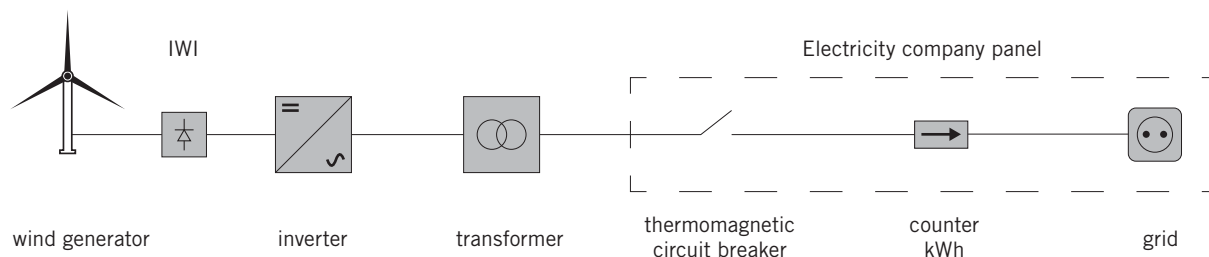 IWI
Electricity company panel
wind generator
inverter
transformer
thermomagnetic
circuit breaker
counter
kWh
grid